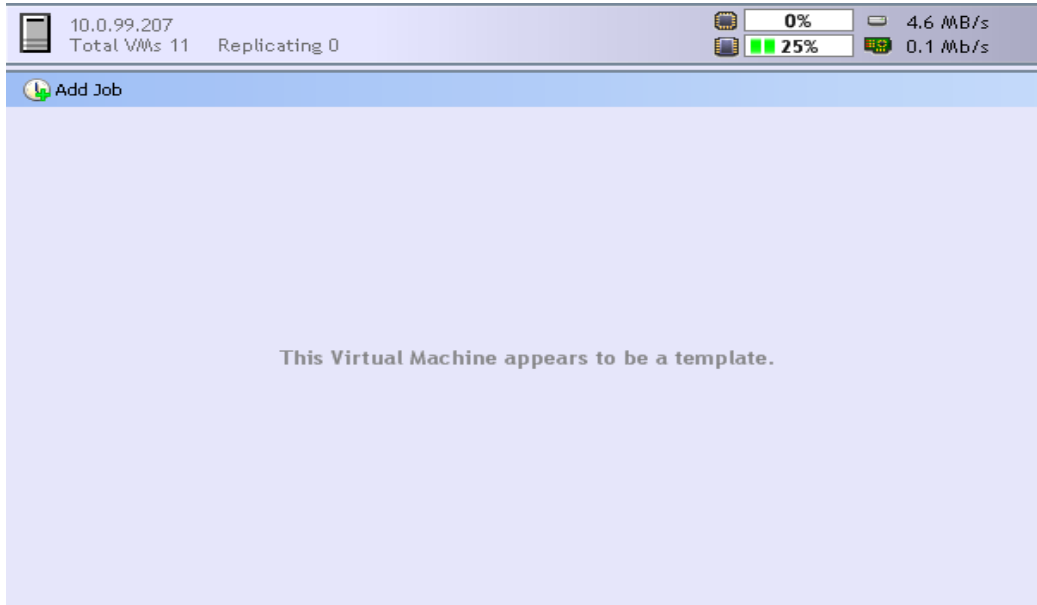 10.0.99.207
Total VMs 11 Replicating 0
0% 4.6 MB/s
25% 0.1 Mb/s
Add Job
This Virtual Machine appears to be a template.